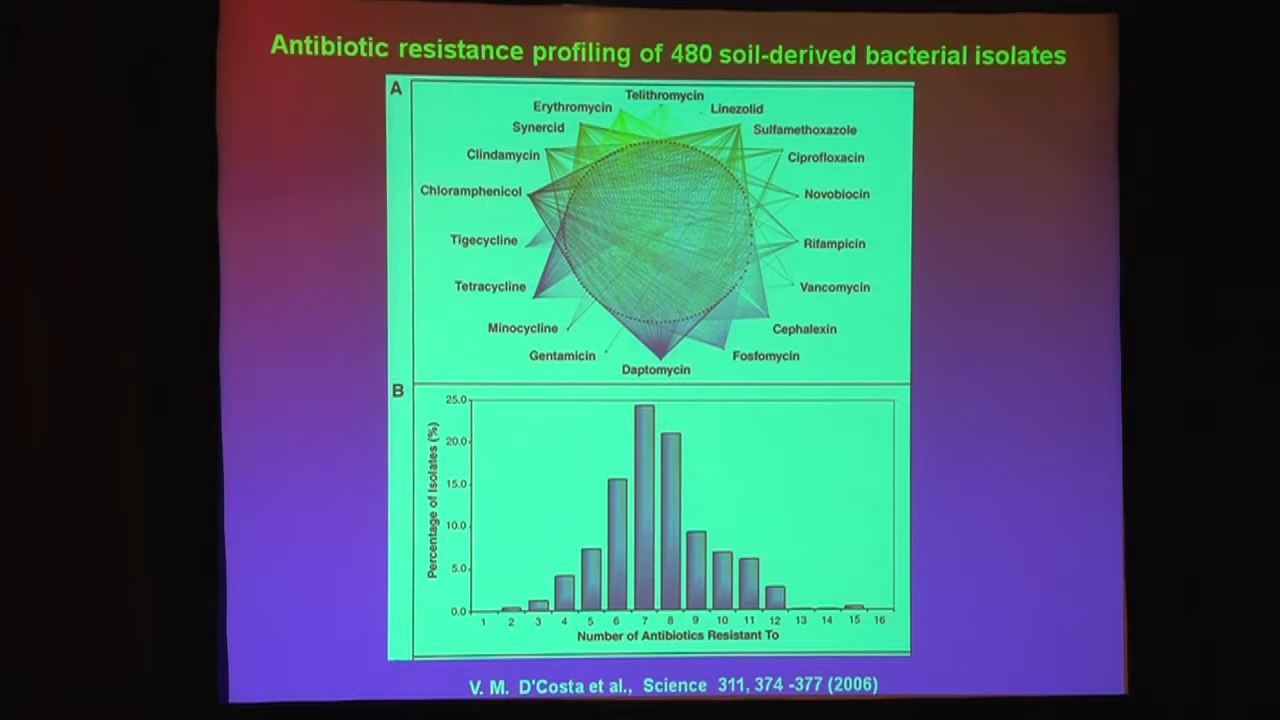 Antibiotic resistance profiling of 480 soil-derived bacterial isolates
A
Telithromycin
Erythromycin
Linezolid
Synercid
Sulfamethoxazole
Clindamycin
Ciprofloxacin
Chloramphenicol
Novobiocin
Tigecycline
Rifampicin
Tetracycline
Vancomycin
Minocycline
Cephalexin
Gentamicin
Fosfomycin
Daptomycin
B
Percentage of Isolates (%)
25.0
20.0
15.0
10.0
5.0
0.0
1 2 3 4 5 6 7 8 9 10 11 12 13 14 15 16
Number of Antibiotics Resistant To
V. M. D'Costa et al., Science 311, 374 -377 (2006)